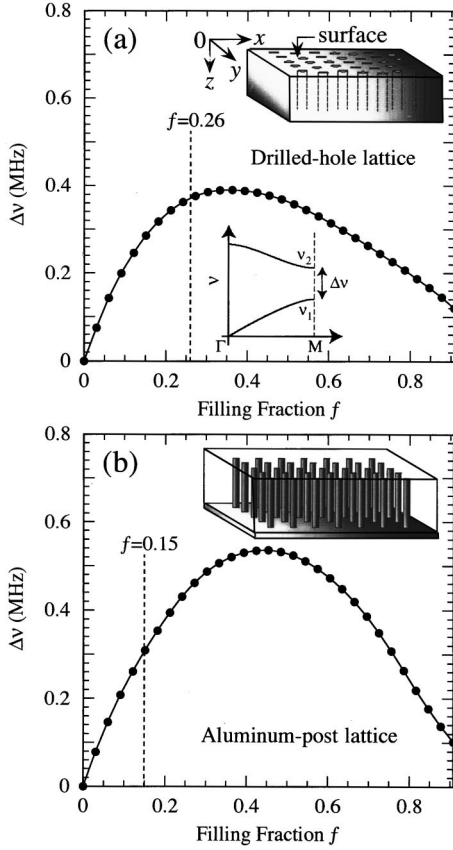 (a)
0
x
y
z
surface
f=0.26
Drilled-hole lattice
ν
ν2
Δν
ν1
Γ
M
Δν (MHz)
0.8
0.6
0.4
0.2
0
0 0.2 0.4 0.6 0.8
Filling Fraction f
(b)
f=0.15
Aluminum-post lattice
Δν (MHz)
0.8
0.6
0.4
0.2
0
0 0.2 0.4 0.6 0.8
Filling Fraction f